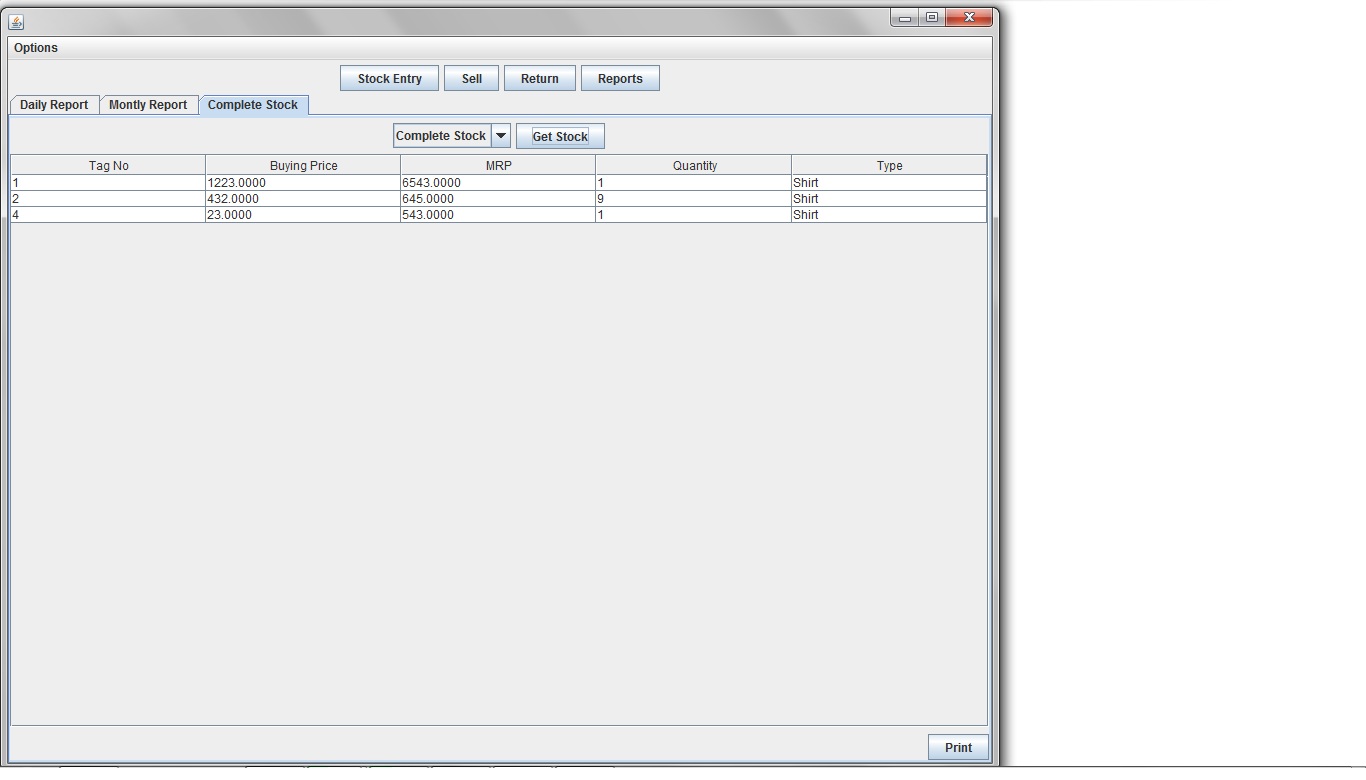 Options
Stock Entry Sell Return Reports
Daily Report Montly Report Complete Stock
Complete Stock Get Stock
Tag No Buying Price MRP Quantity Type
1 1223.0000 6543.0000 1 Shirt
2 432.0000 645.0000 9 Shirt
4 23.0000 543.0000 1 Shirt
Print